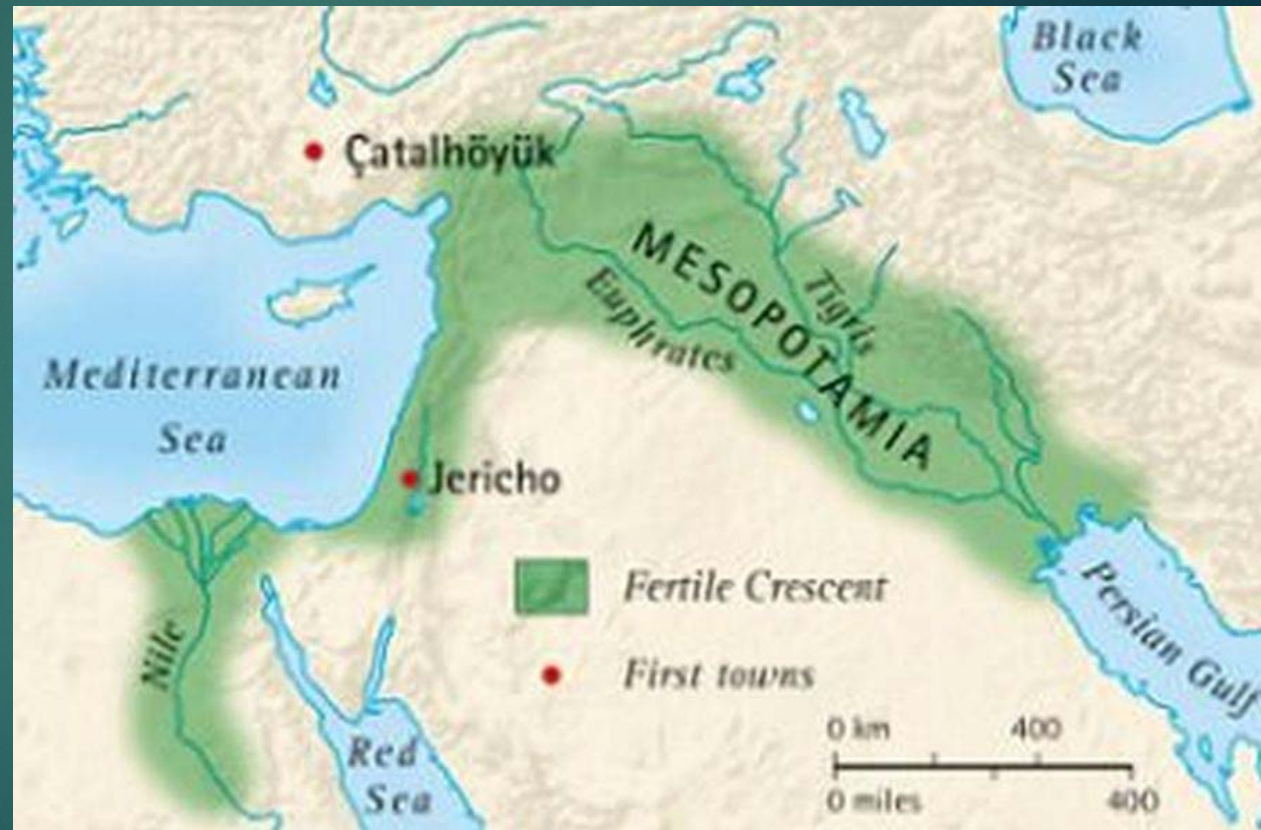 Black
Sea
Çatalhöyük
MESOPOTAMIA
Tigris
Euphrates
Mediterranean
Sea
Jericho
Fertile Crescent
Nile
First towns
Persian Gulf
Red
Sea
0 km 400
0 miles 400